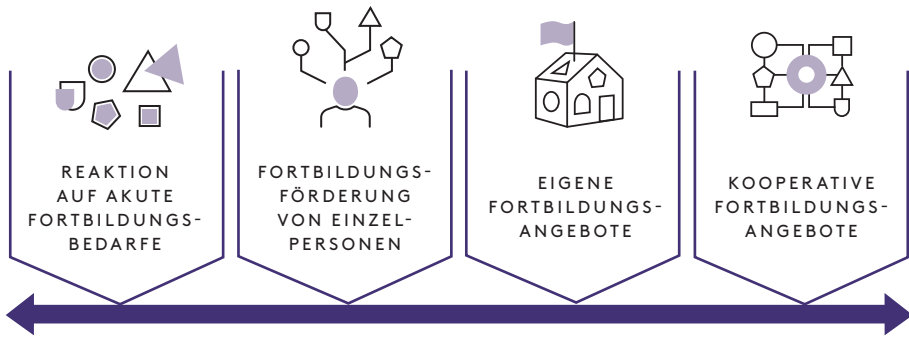 REAKTION
AUF AKUTE
FORTBILDUNGS-
BEDARFE
FORTBILDUNGS-
FÖRDERUNG
VON EINZEL-
PERSONEN
EIGENE
FORTBILDUNGS-
ANGEBOTE
KOOPERATIVE
FORTBILDUNGS-
ANGEBOTE